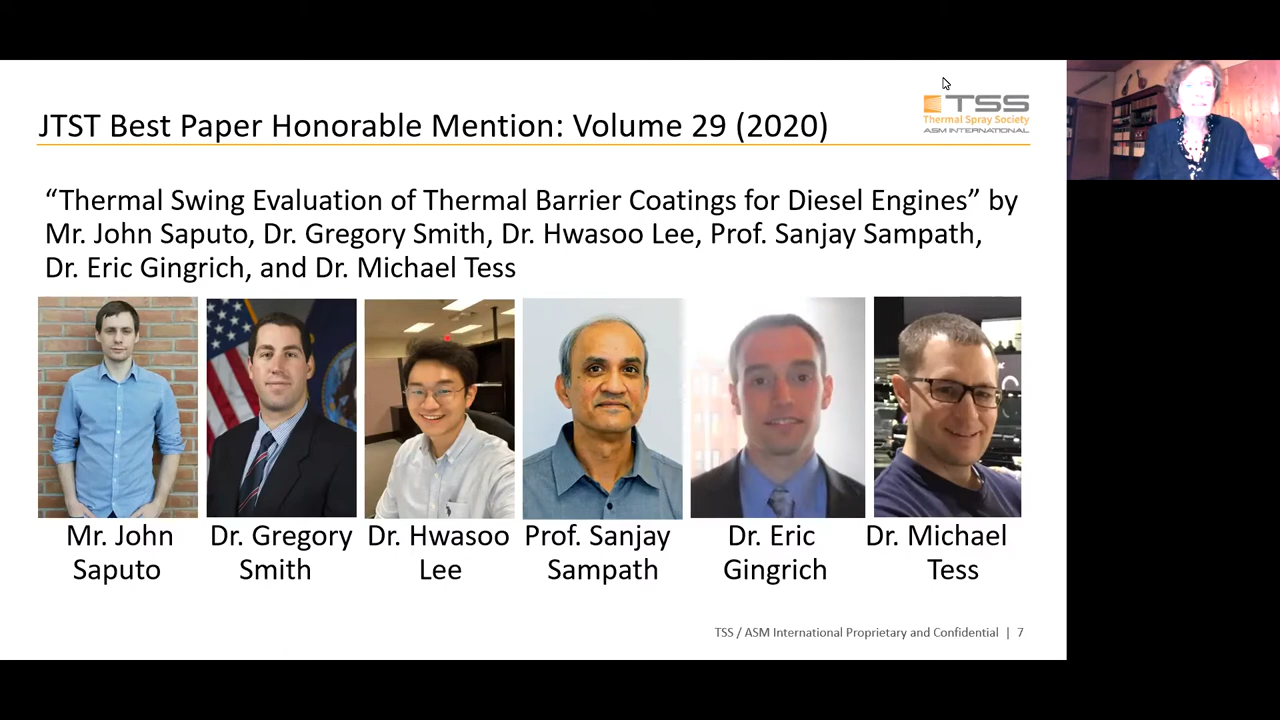 JTST Best Paper Honorable Mention: Volume 29 (2020)
TSS
Thermal Spray Society
ASM INTERNATIONAL
“Thermal Swing Evaluation of Thermal Barrier Coatings for Diesel Engines” by
Mr. John Saputo, Dr. Gregory Smith, Dr. Hwasoo Lee, Prof. Sanjay Sampath,
Dr. Eric Gingrich, and Dr. Michael Tess
Mr. John
Saputo
Dr. Gregory
Smith
Dr. Hwasoo
Lee
Prof. Sanjay
Sampath
Dr. Eric
Gingrich
Dr. Michael
Tess
TSS / ASM International Proprietary and Confidential | 7